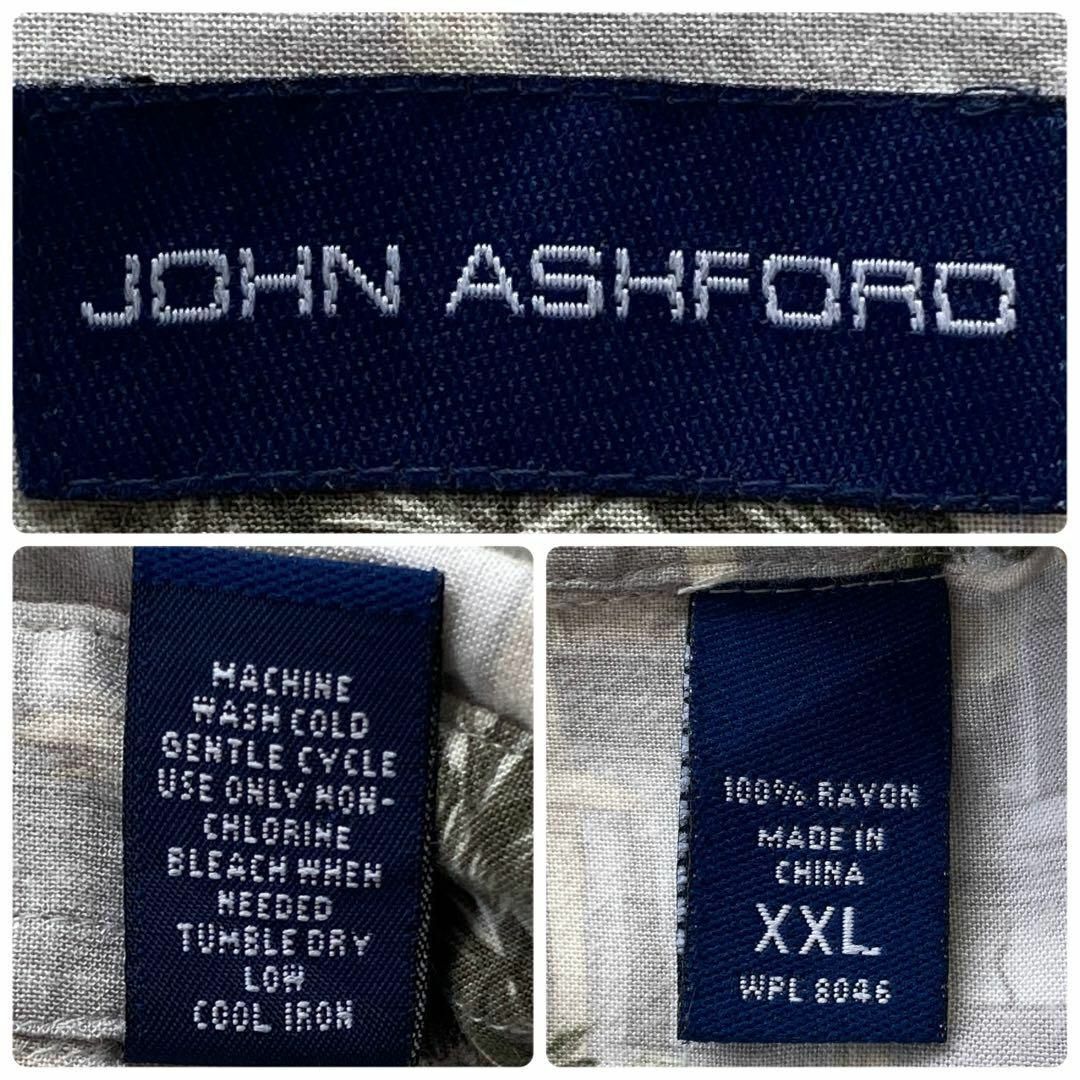 JOHN ASHFORD
MACHINE
WASH COLD
GENTLE CYCLE
USE ONLY NON-
CHLORINE
BLEACH WHEN
NEEDED
TUMBLE DRY
LOW
COOL IRON
100% RAYON
MADE IN
CHINA
XXL
WPL 8046